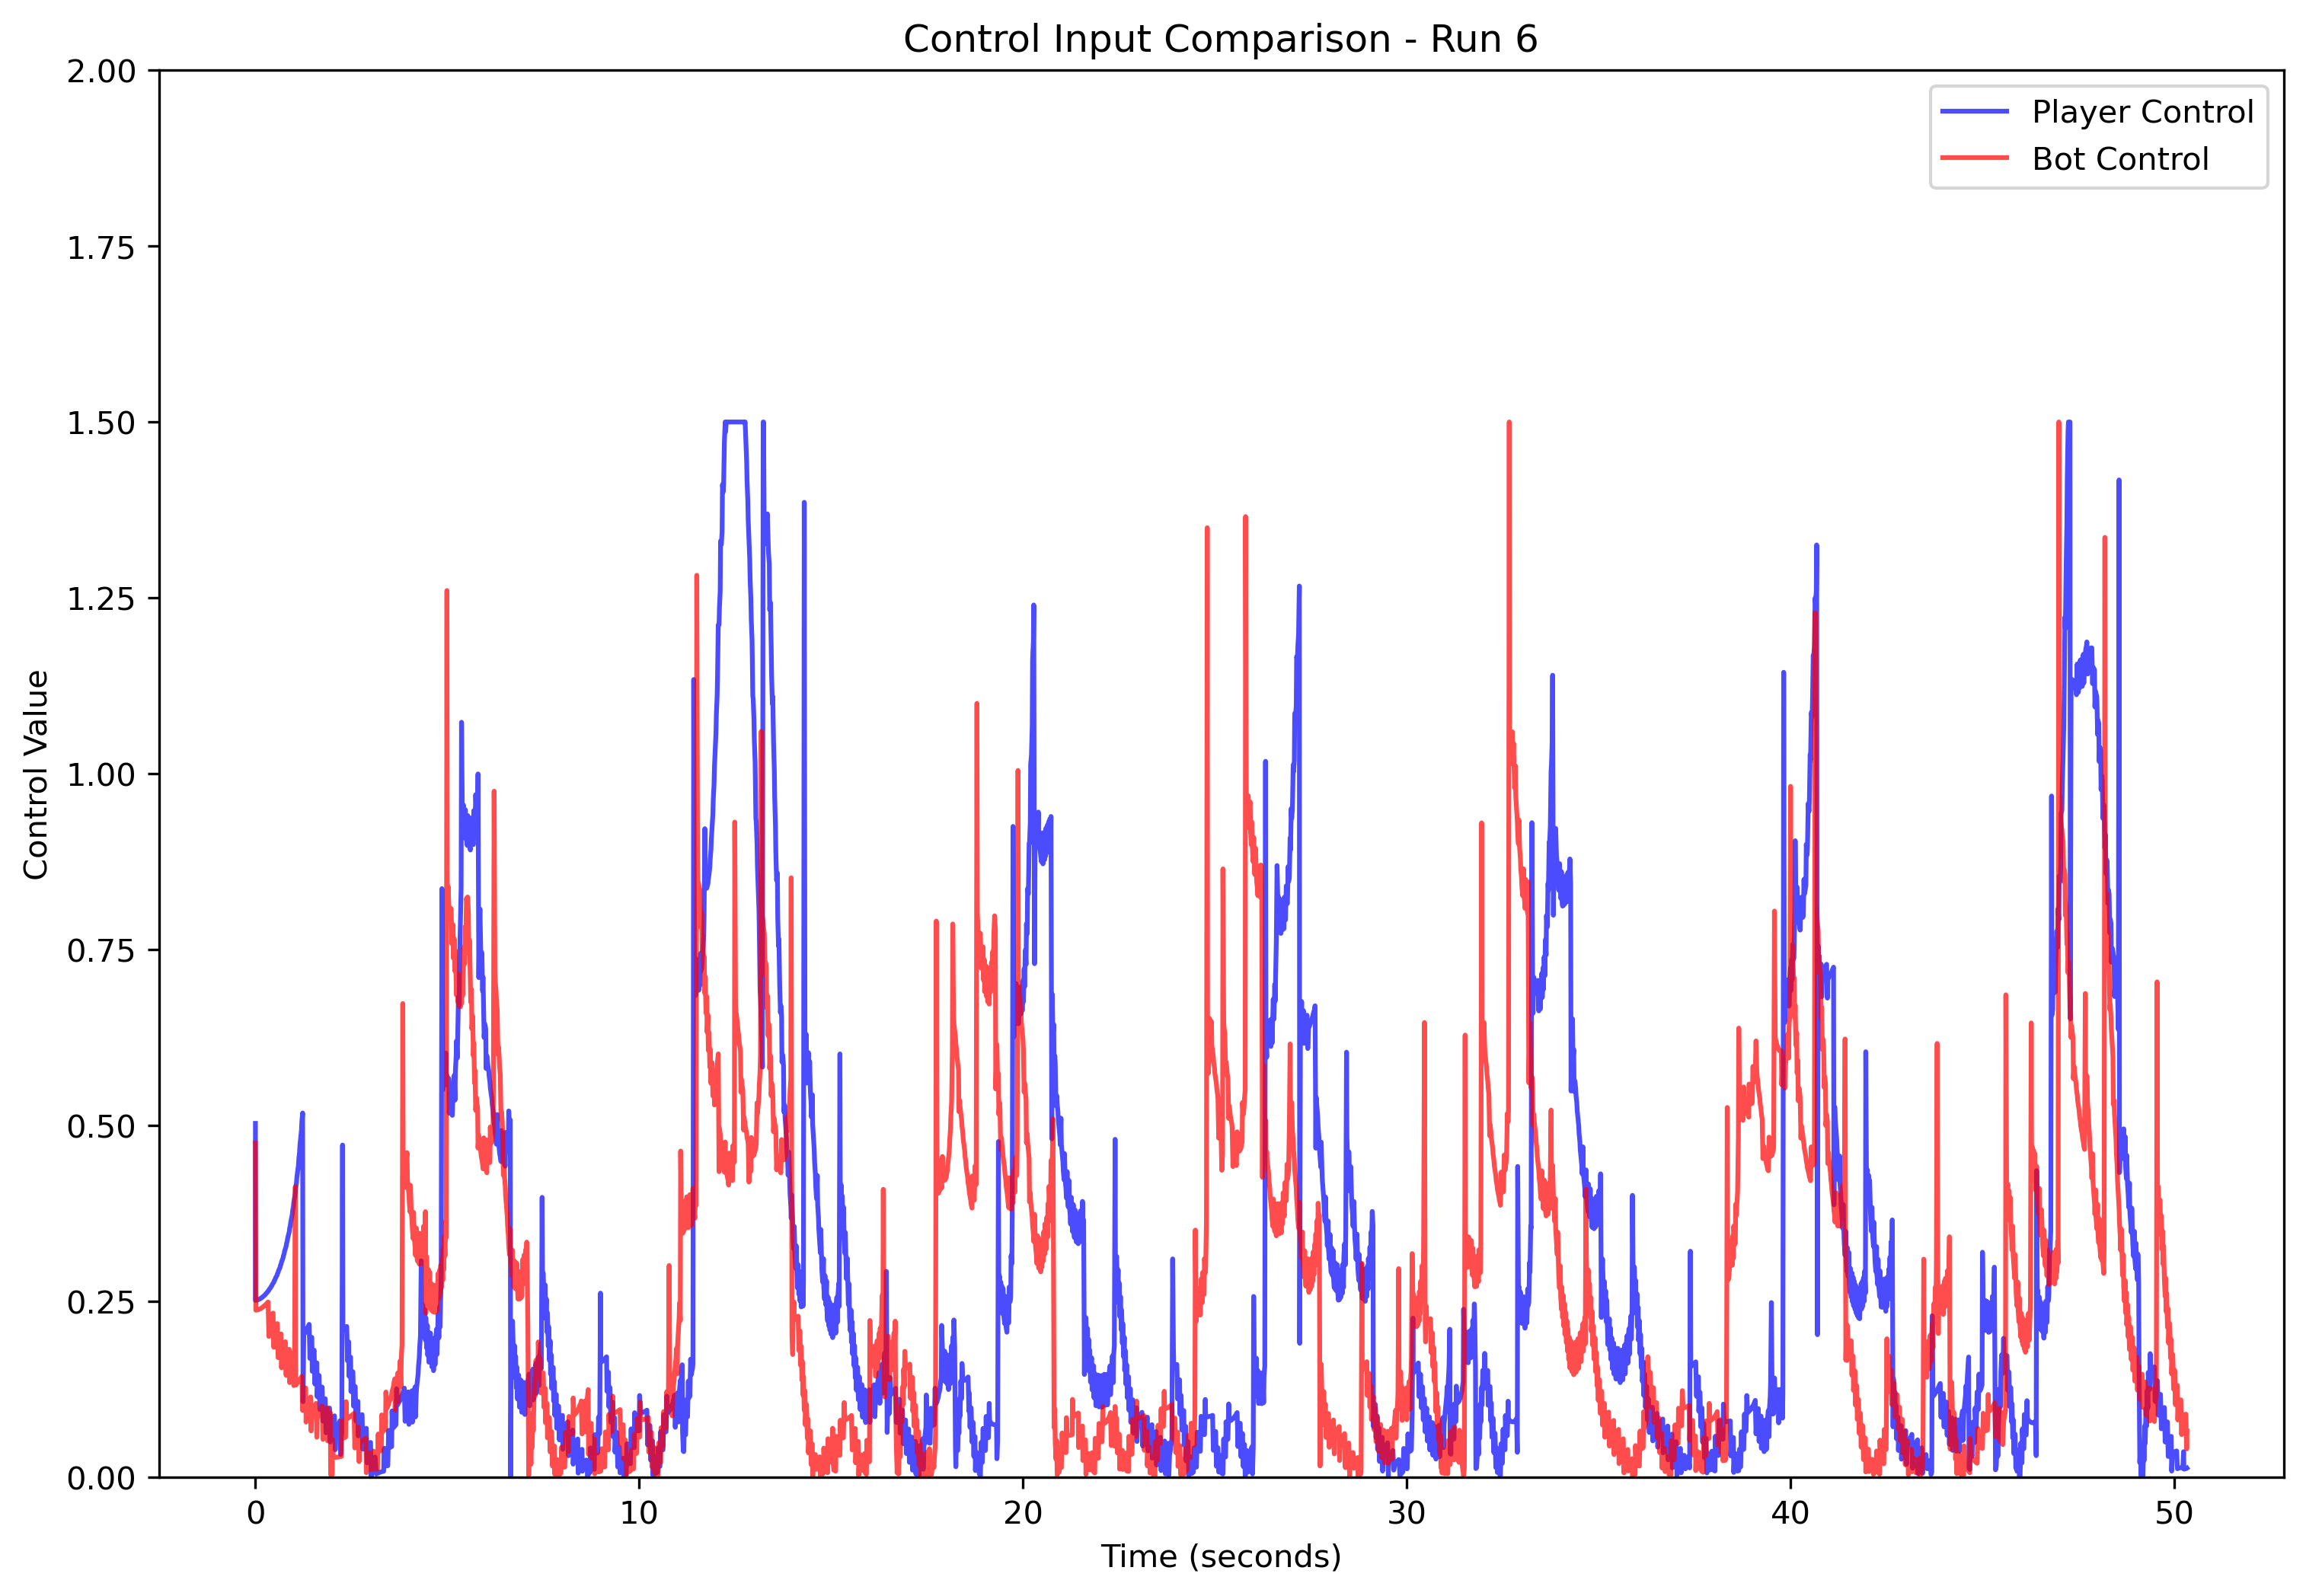 Control Input Comparison - Run 6
Player Control
Bot Control
2.00
1.75
1.50
1.25
1.00
0.75
0.50
0.25
0.00
Control Value
0 10 20 30 40 50
Time (seconds)